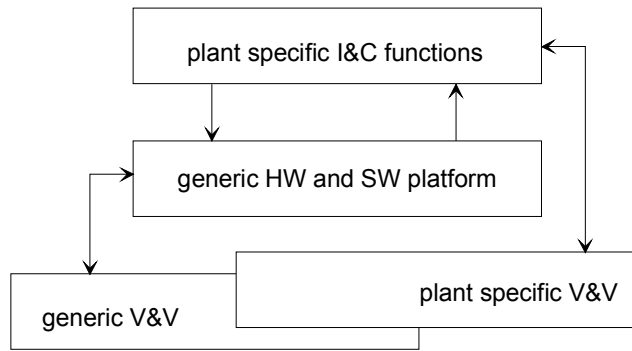 plant specific I&C functions
generic HW and SW platform
plant specific V&V
generic V&V